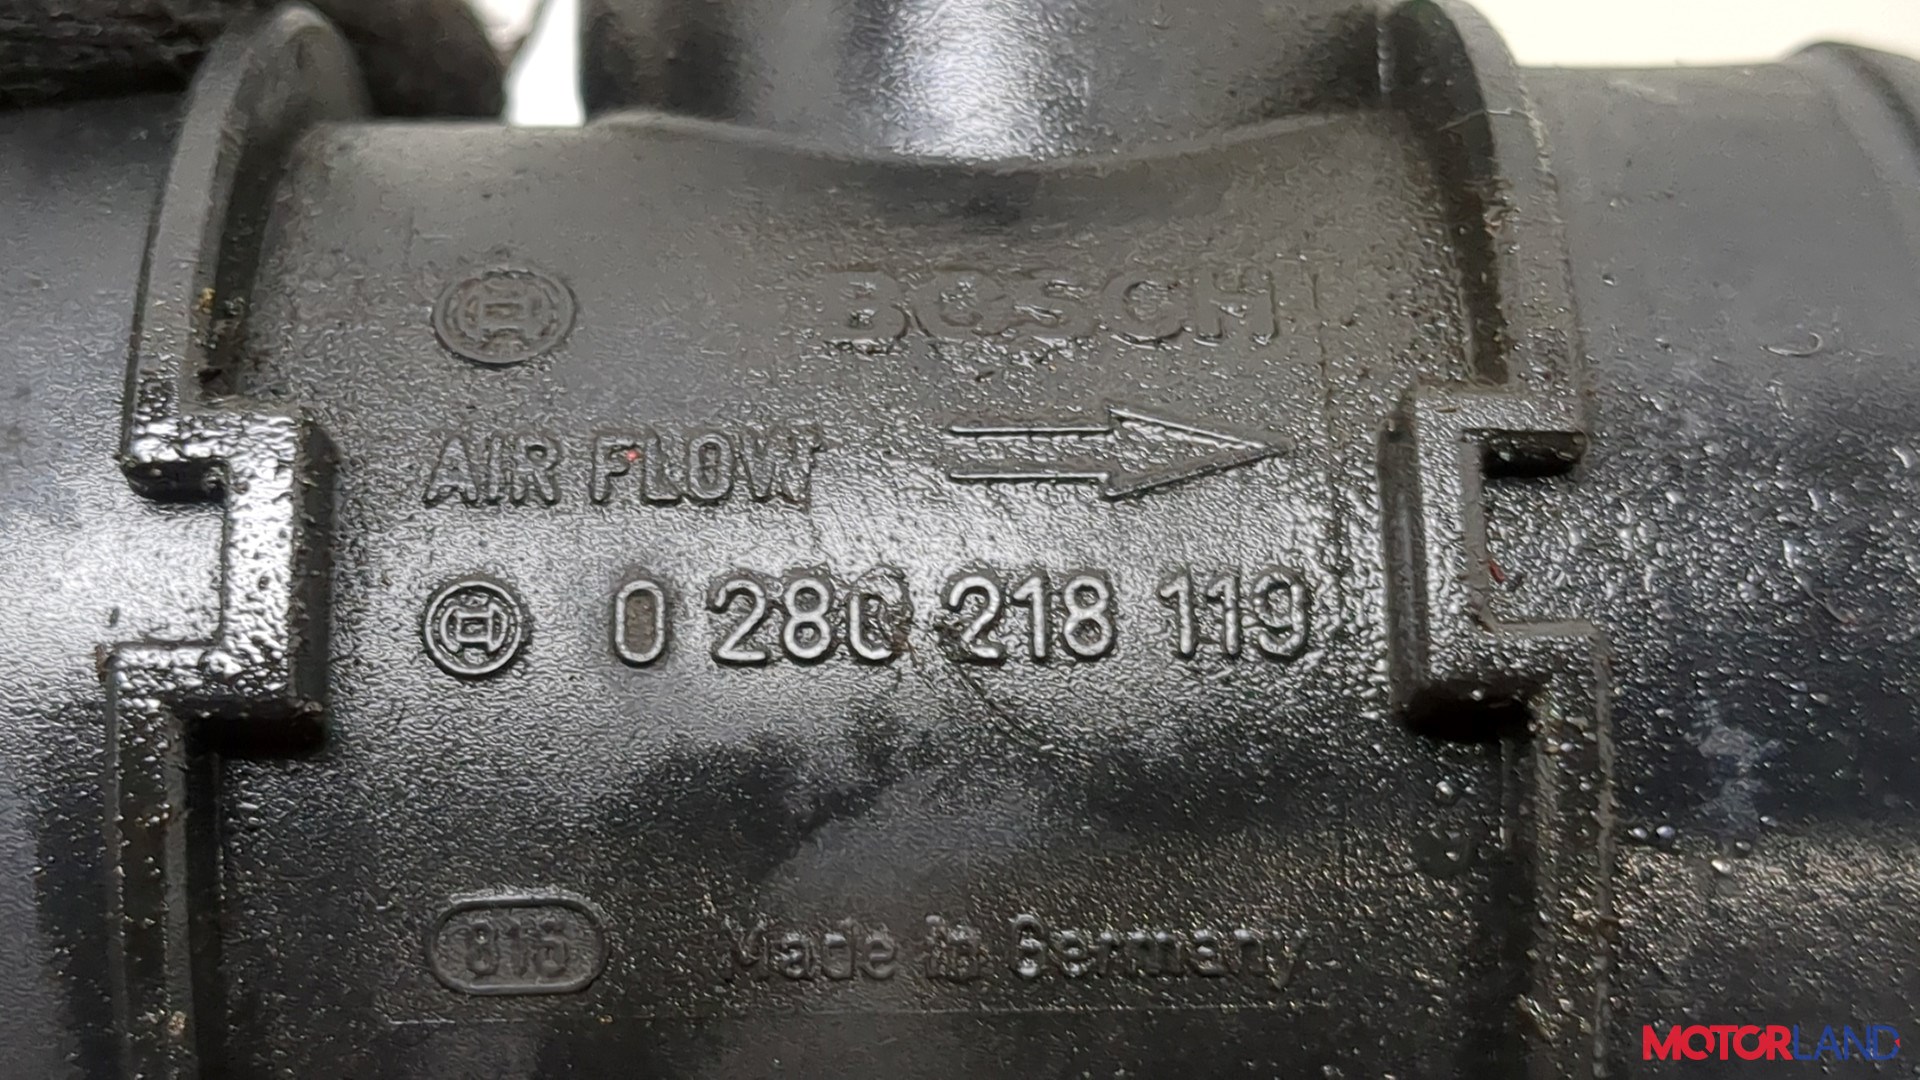 BOSCH
AIR FLOW
0 280 218 119
816
Made in Germany
MOTORLAND